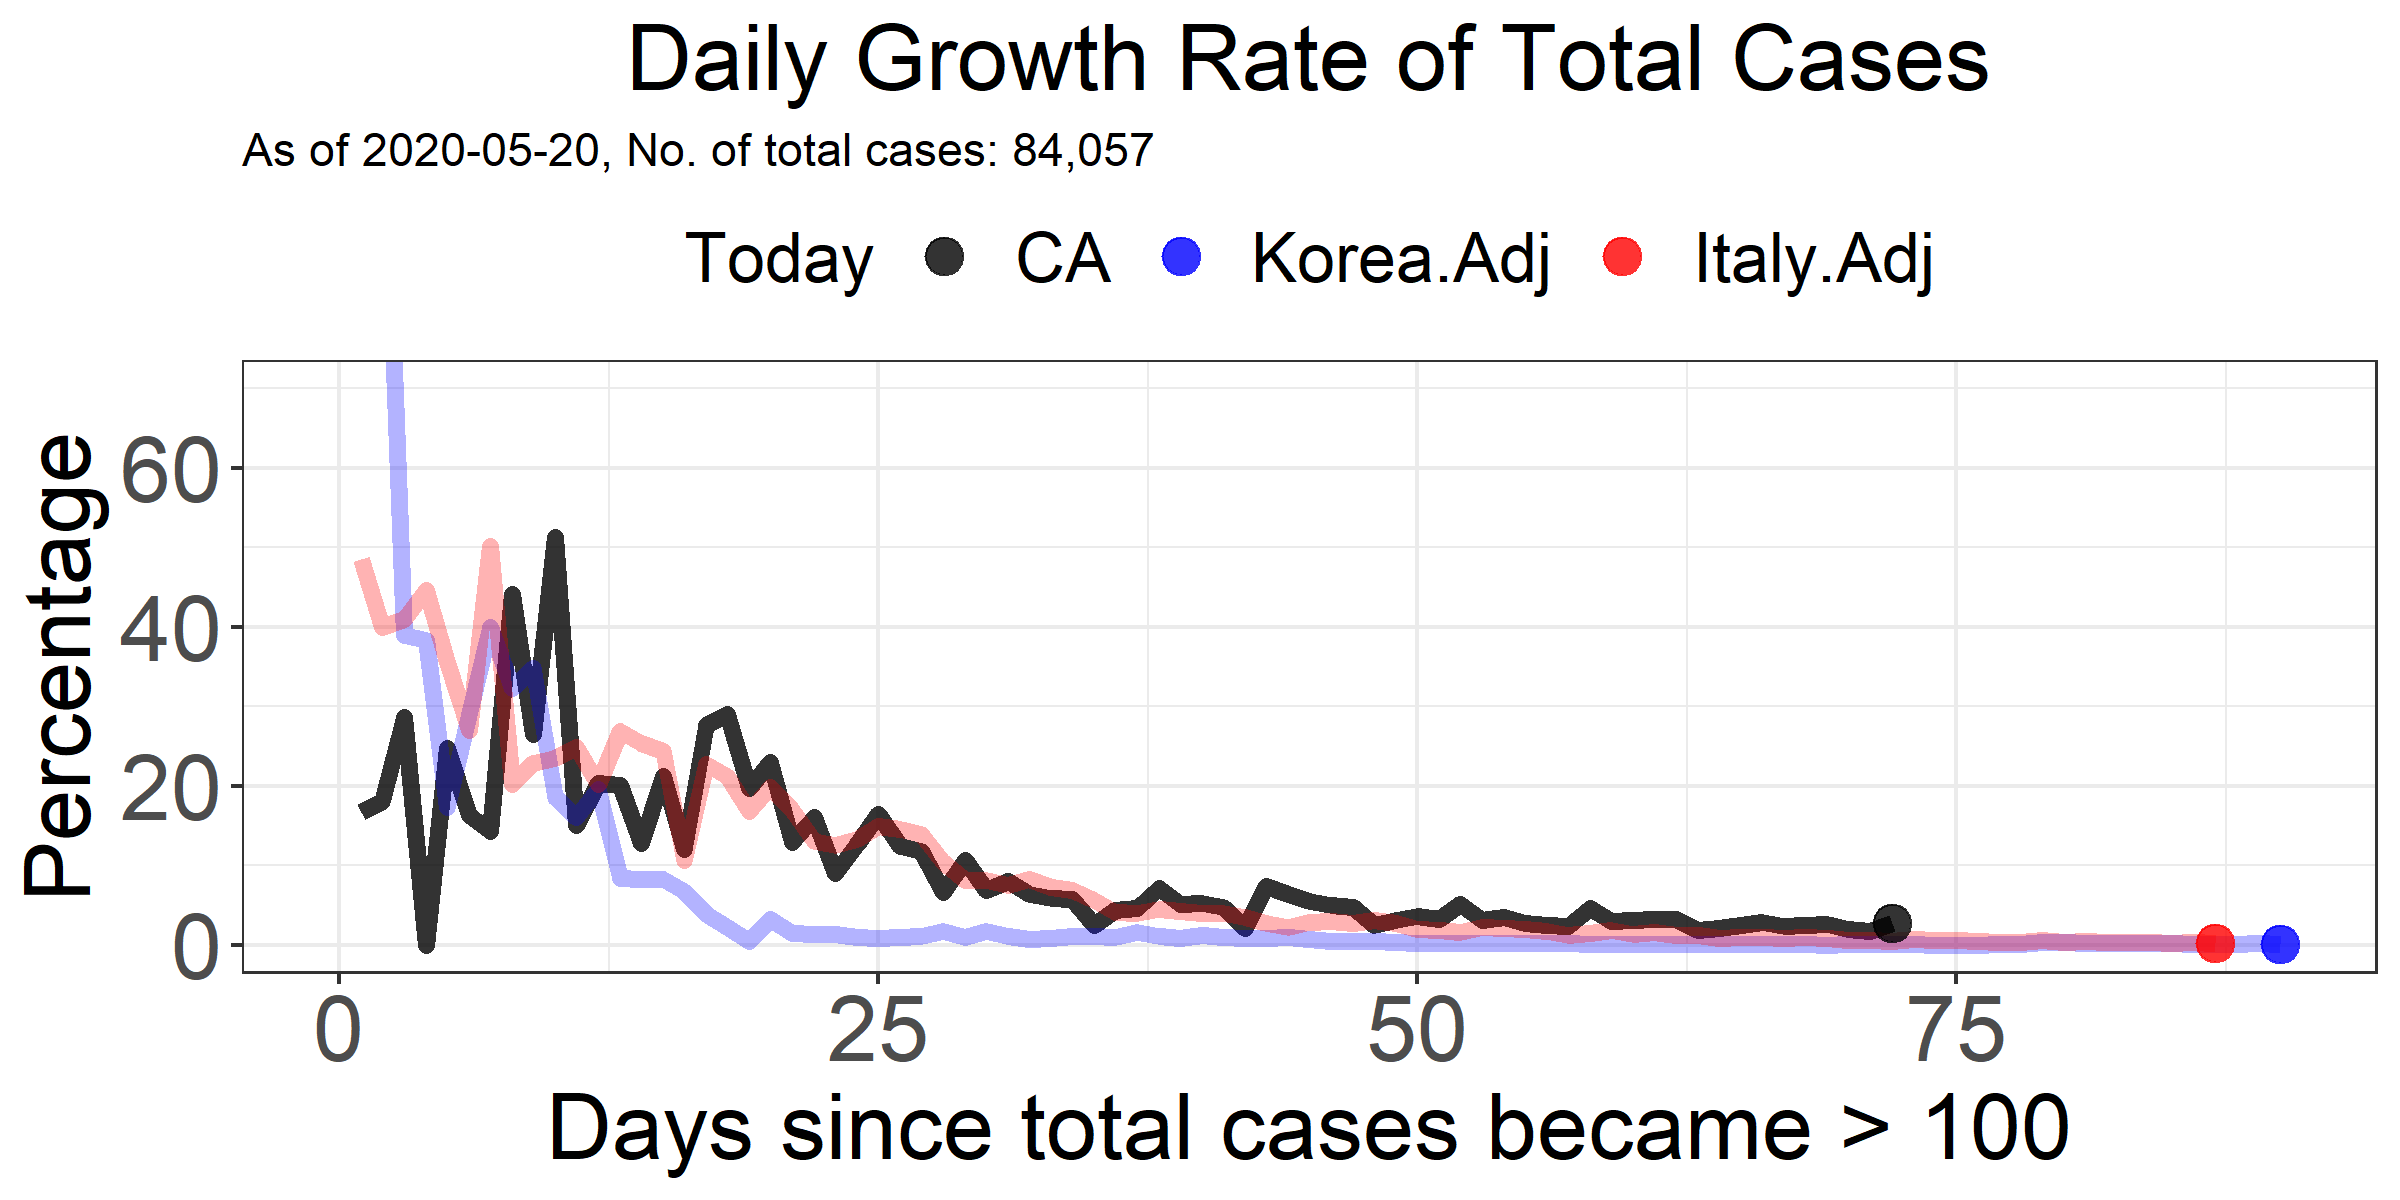 Daily Growth Rate of Total Cases
As of 2020-05-20, No. of total cases: 84,057
Today CA Korea.Adj Italy.Adj
Percentage
60
40
20
0
0 25 50 75
Days since total cases became > 100